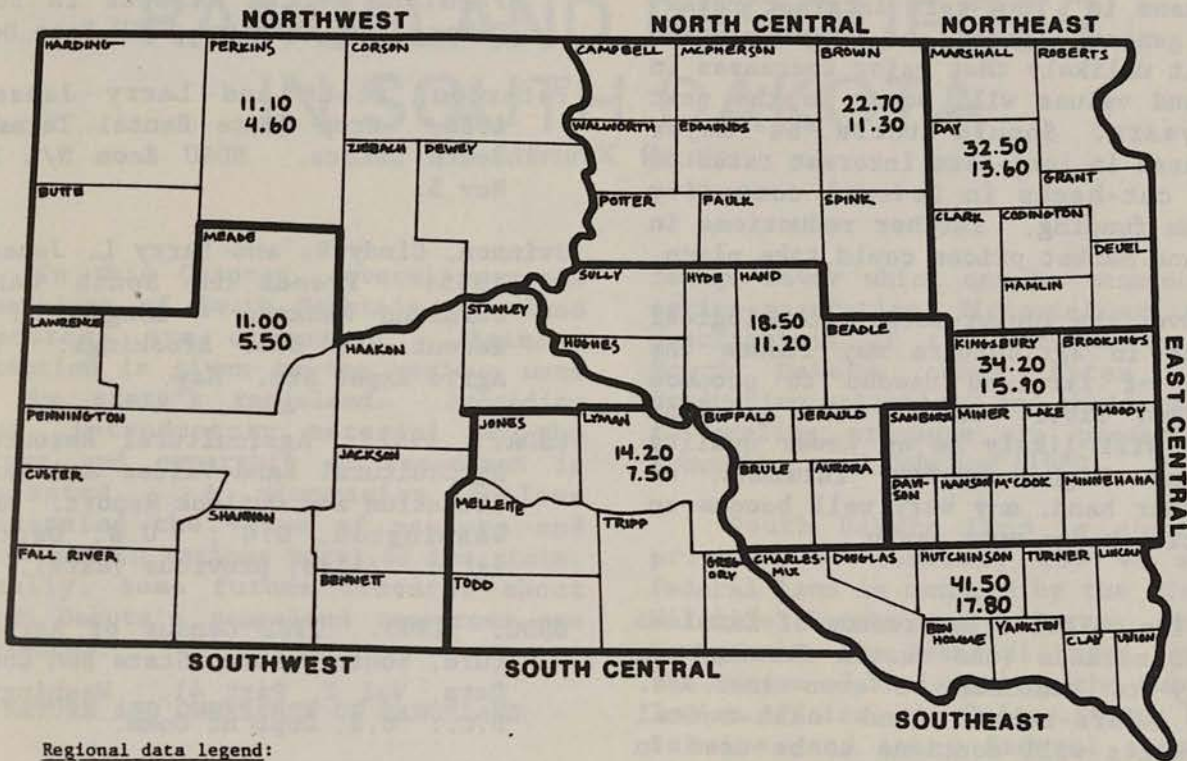 NORTHWEST
NORTH CENTRAL
NORTHEAST
HARDING
PERKINS
CORSON
CAMPBELL
MCPHERSON
BROWN
MARSHALL
ROBERTS
11.10
4.60
22.70
11.30
WALWORTH
EDMUNDS
DAY
32.50
13.60
ZIEBACH
DEWEY
GRANT
BUTTE
POTTER
FAULK
SPINK
CLARK
CODINGTON
MEADE
DEUEL
SULLY
HYDE
HAND
HAMLIN
LAWRENCE
11.00
5.50
STANLEY
18.50
11.20
BEADLE
HAAKON
HUGHES
KINGSBURY
BROOKINGS
34.20
15.90
EAST CENTRAL
PENNINGTON
JONES
LYMAN
BUFFALO
JERAULD
SANBORN
MINER
LAKE
MOODY
14.20
7.50
JACKSON
CUSTER
BRULE
AURORA
DAVI-
SON
HANSON
MCCOOK
MINNEHAHA
MELLETTE
SHANNON
TRIPP
FALL RIVER
BENNETT
TODD
GREG-
ORY
CHARLES-
MIX
DOUGLAS
HUTCHINSON
TURNER
LINCOLN
41.50
17.80
BON
HOMME
YANKTON
CLAY
UNION
SOUTHWEST
SOUTH CENTRAL
SOUTHEAST
Regional data legend: